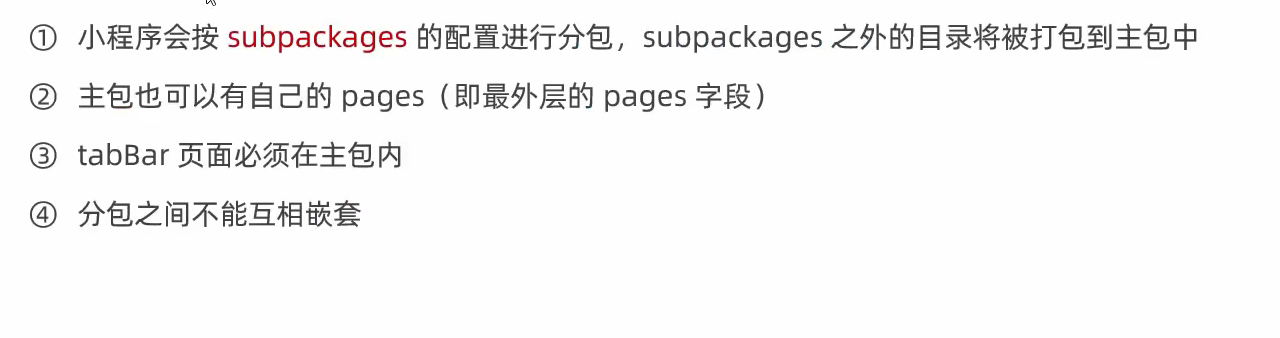 ① 小程序会按 subpackages 的配置进行分包，subpackages 之外的目录将被打包到主包中
② 主包也可以有自己的 pages（即最外层的 pages 字段）
③ tabBar 页面必须在主包内
④ 分包之间不能互相嵌套